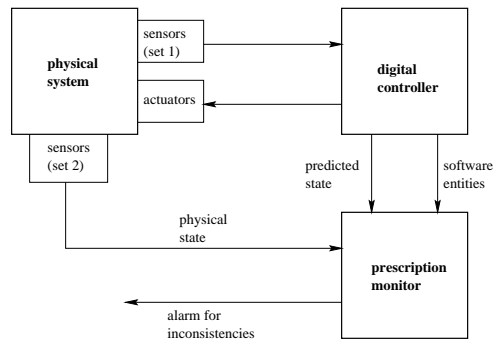 physical
system
sensors
(set 1)
actuators
sensors
(set 2)
digital
controller
predicted
state
software
entities
physical
state
prescription
monitor
alarm for
inconsistencies